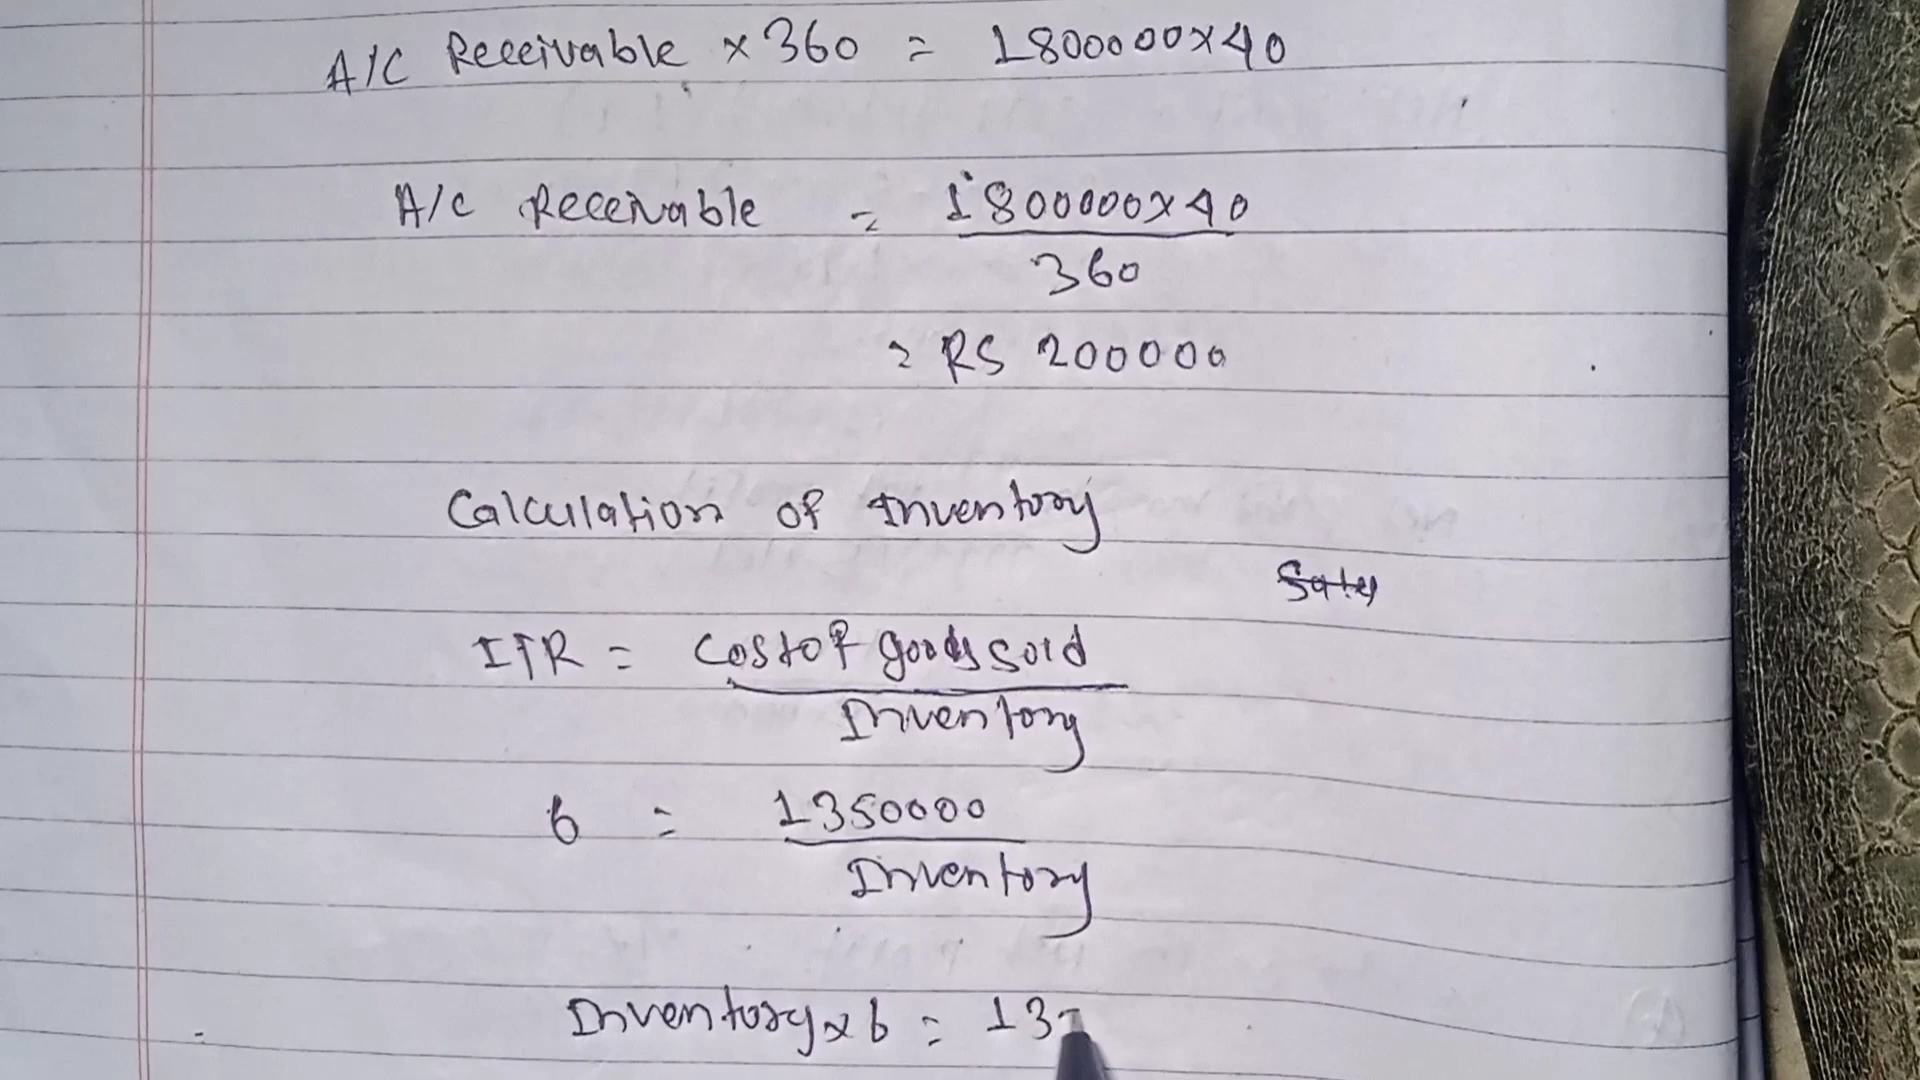 A/C Receivable × 360 = 1800000×40
A/C Receivable = 1800000×40
360
= RS 200000
Calculation of Inventory
Sales
ITR = Cost of goods sold
Inventory
6 = 1350000
Inventory
Inventory × 6 = 13